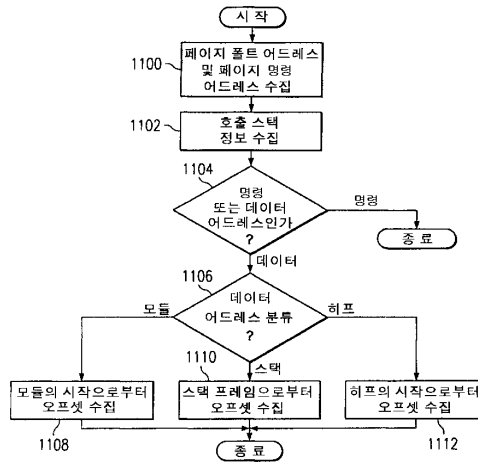 시 작
1100
페이지 폴트 어드레스
및 페이지 명령
어드레스 수집
1102
호출 스택
정보 수집
1104
명령
또는 데이터
어드레스인가
?
명령
종 료
데이터
1106
데이터
어드레스 분류
?
모듈
히프
1110
스택
모듈의 시작으로부터
오프셋 수집
스택 프레임으로부터
오프셋 수집
히프의 시작으로부터
오프셋 수집
1108
1112
종 료